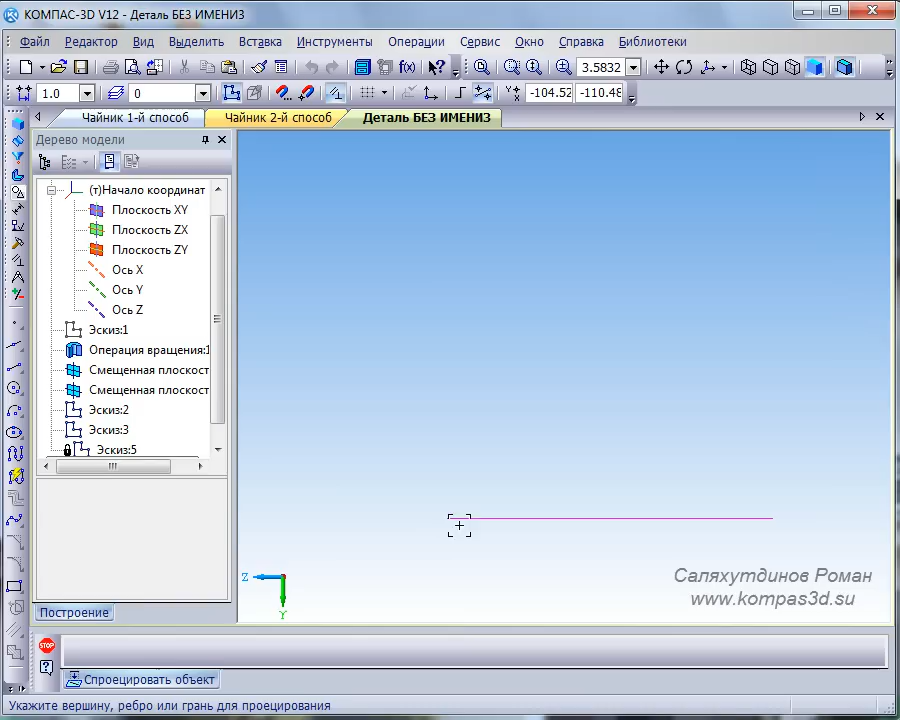 КОМПАС-3D V12 - Деталь БЕЗ ИМЕНИ3
Файл Редактор Вид Выделить Вставка Инструменты Операции Сервис Окно Справка Библиотеки
f(x) 3.5832
1.0 0 -104.52 -110.48
Чайник 1-й способ Чайник 2-й способ Деталь БЕЗ ИМЕНИ3
Дерево модели
(т)Начало координат
Плоскость XY
Плоскость ZX
Плоскость ZY
Ось X
Ось Y
Ось Z
Эскиз:1
Операция вращения:1
Смещенная плоскост
Смещенная плоскост
Эскиз:2
Эскиз:3
Эскиз:5
Z
Y
Саляхутдинов Роман
www.kompas3d.su
Построение
STOP
Спроецировать объект
Укажите вершину, ребро или грань для проецирования